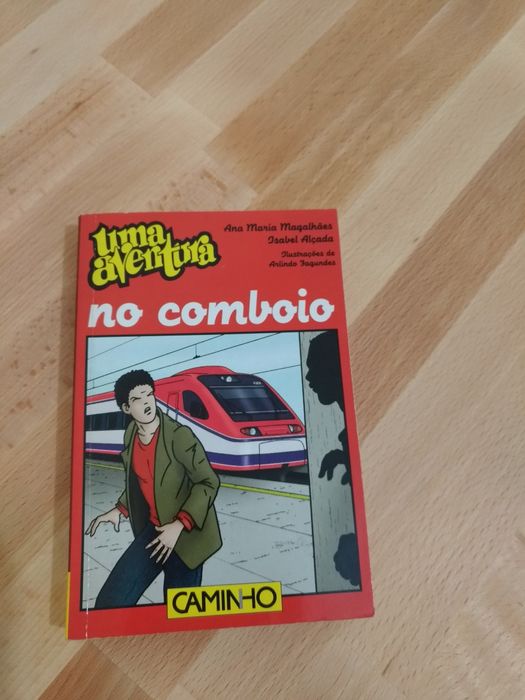 uma
aventura
Ana Maria Magalhães
Isabel Alçada
Ilustrações de
Arlindo Fagundes
no comboio
CAMINHO